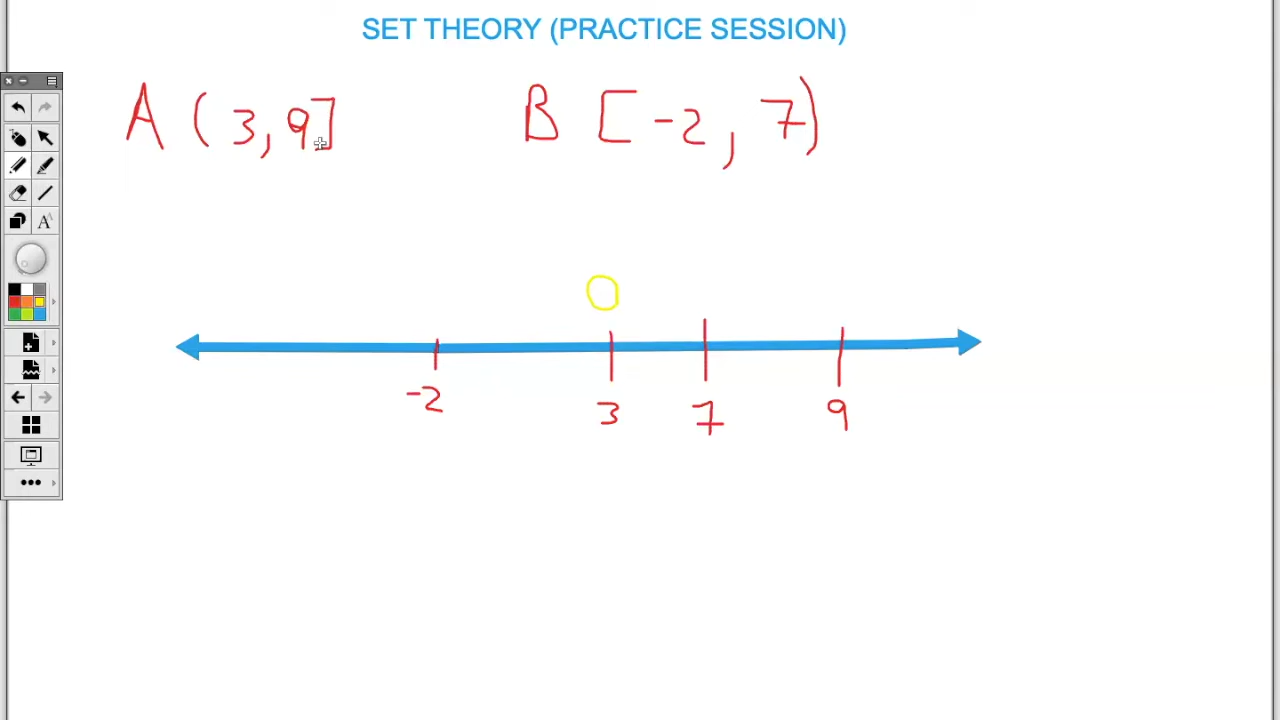 SET THEORY (PRACTICE SESSION)
A (3,9] B [-2, 7)
-2 3 7 9